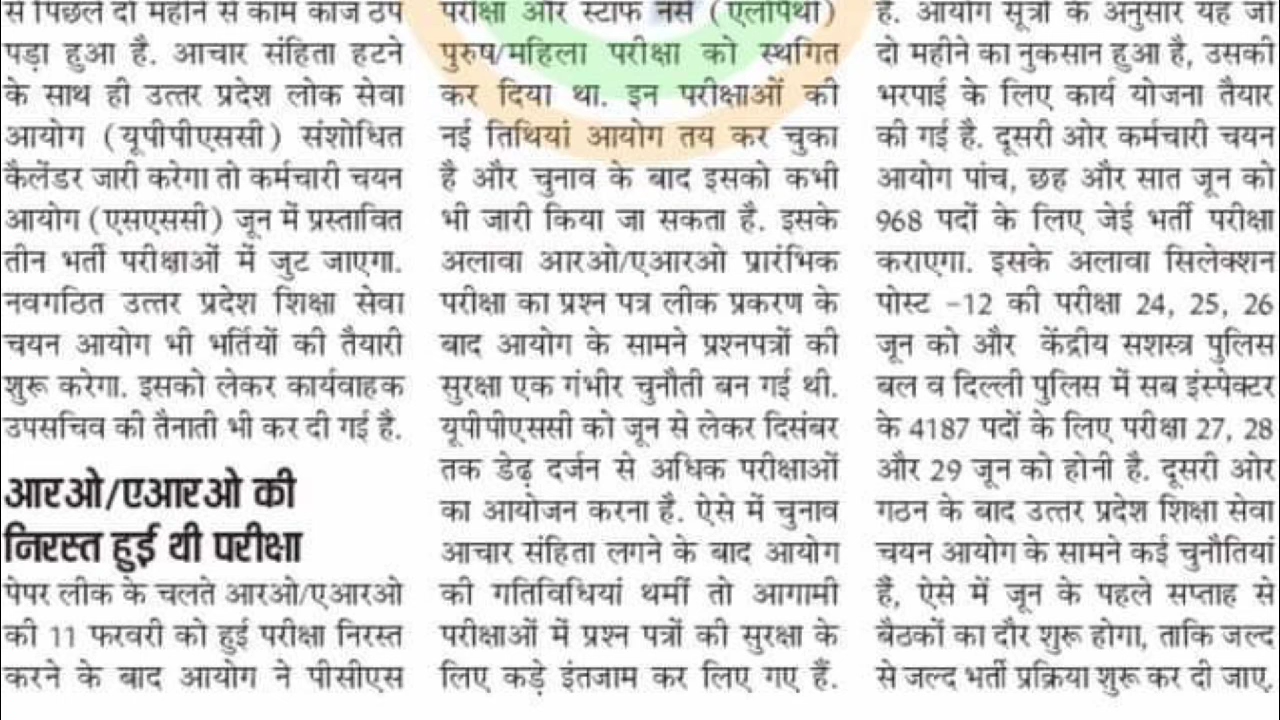 से पिछले दो महीने से काम काज ठप
पड़ा हुआ है. आचार संहिता हटने
के साथ ही उत्तर प्रदेश लोक सेवा
आयोग (यूपीपीएससी) संशोधित
कैलेंडर जारी करेगा तो कर्मचारी चयन
आयोग (एसएससी) जून में प्रस्तावित
तीन भर्ती परीक्षाओं में जुट जाएगा.
नवगठित उत्तर प्रदेश शिक्षा सेवा
चयन आयोग भी भर्तियों की तैयारी
शुरू करेगा. इसको लेकर कार्यवाहक
उपसचिव की तैनाती भी कर दी गई है.
आरओ/एआरओ की
निरस्त हुई थी परीक्षा
पेपर लीक के चलते आरओ/एआरओ
की 11 फरवरी को हुई परीक्षा निरस्त
करने के बाद आयोग ने पीसीएस
परीक्षा और स्टाफ नर्स (एलोपैथी)
पुरुष/महिला परीक्षा को स्थगित
कर दिया था. इन परीक्षाओं की
नई तिथियां आयोग तय कर चुका
है और चुनाव के बाद इसको कभी
भी जारी किया जा सकता है. इसके
अलावा आरओ/एआरओ प्रारंभिक
परीक्षा का प्रश्न पत्र लीक प्रकरण के
बाद आयोग के सामने प्रश्नपत्रों की
सुरक्षा एक गंभीर चुनौती बन गई थी.
यूपीपीएससी को जून से लेकर दिसंबर
तक डेढ़ दर्जन से अधिक परीक्षाओं
का आयोजन करना है. ऐसे में चुनाव
आचार संहिता लगने के बाद आयोग
की गतिविधियां थमीं तो आगामी
परीक्षाओं में प्रश्न पत्रों की सुरक्षा के
लिए कड़े इंतजाम कर लिए गए हैं.
है. आयोग सूत्रों के अनुसार यह जो
दो महीने का नुकसान हुआ है, उसकी
भरपाई के लिए कार्य योजना तैयार
की गई है. दूसरी ओर कर्मचारी चयन
आयोग पांच, छह और सात जून को
968 पदों के लिए जेई भर्ती परीक्षा
कराएगा. इसके अलावा सिलेक्शन
पोस्ट -12 की परीक्षा 24, 25, 26
जून को और केंद्रीय सशस्त्र पुलिस
बल व दिल्ली पुलिस में सब इंस्पेक्टर
के 4187 पदों के लिए परीक्षा 27, 28
और 29 जून को होनी है. दूसरी ओर
गठन के बाद उत्तर प्रदेश शिक्षा सेवा
चयन आयोग के सामने कई चुनौतियां
हैं, ऐसे में जून के पहले सप्ताह से
बैठकों का दौर शुरू होगा, ताकि जल्द
से जल्द भर्ती प्रक्रिया शुरू कर दी जाए.